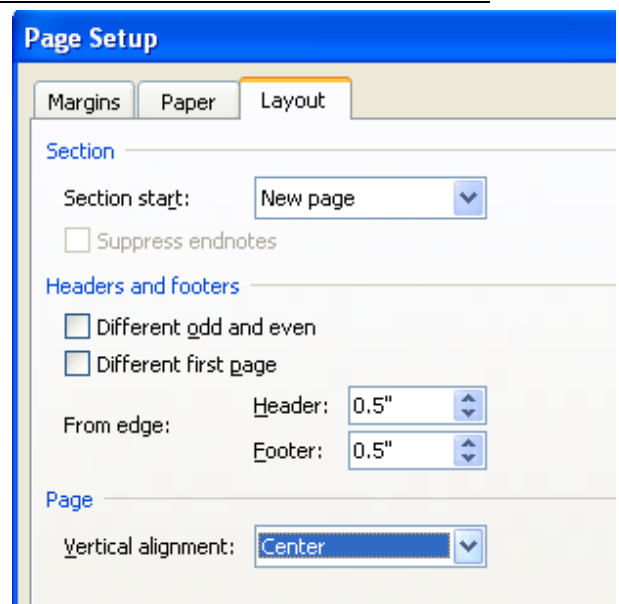 Page Setup
Margins Paper Layout
Section
Section start: New page
Suppress endnotes
Headers and footers
Different odd and even
Different first page
From edge:
Header: 0.5"
Footer: 0.5"
Page
Vertical alignment: Center